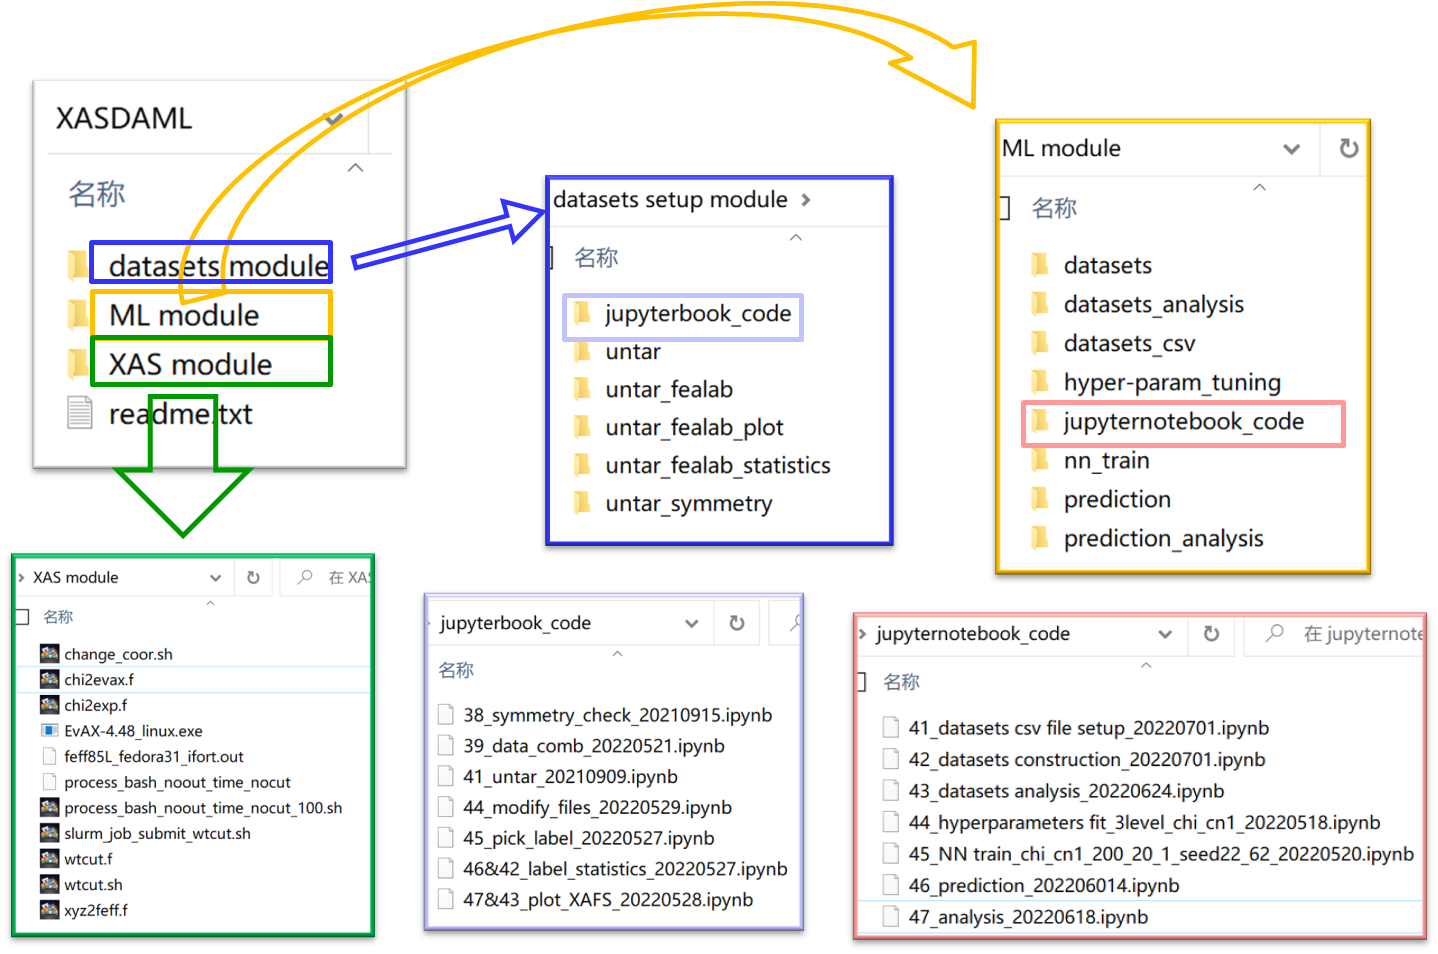 XASDAML
名称
datasets module
ML module
XAS module
readme.txt
datasets setup module
名称
jupyterbook_code
untar
untar_fealab
untar_fealab_plot
untar_fealab_statistics
untar_symmetry
ML module
名称
datasets
datasets_analysis
datasets_csv
hyper-param_tuning
jupyternotebook_code
nn_train
prediction
prediction_analysis
XAS module
在 XAS
名称
change_coor.sh
chi2evax.f
chi2exp.f
EvAX-4.48_linux.exe
feff85L_fedora31_ifort.out
process_bash_noout_time_nocut
process_bash_noout_time_nocut_100.sh
slurm_job_submit_wtcut.sh
wtcut.f
wtcut.sh
xyz2feff.f
jupyterbook_code
名称
38_symmetry_check_20210915.ipynb
39_data_comb_20220521.ipynb
41_untar_20210909.ipynb
44_modify_files_20220529.ipynb
45_pick_label_20220527.ipynb
46&42_label_statistics_20220527.ipynb
47&43_plot_XAFS_20220528.ipynb
jupyternotebook_code
在 jupyternote
名称
41_datasets csv file setup_20220701.ipynb
42_datasets construction_20220701.ipynb
43_datasets analysis_20220624.ipynb
44_hyperparameters fit_3level_chi_cn1_20220518.ipynb
45_NN train_chi_cn1_200_20_1_seed22_62_20220520.ipynb
46_prediction_202206014.ipynb
47_analysis_20220618.ipynb